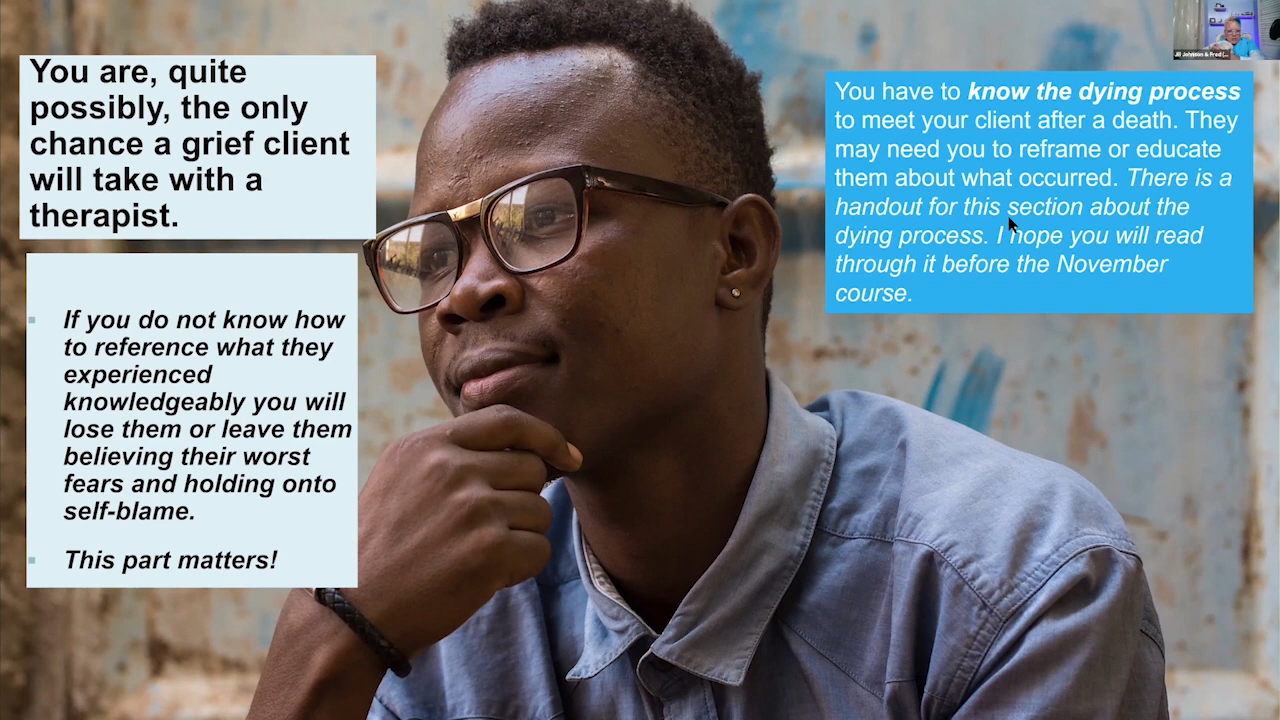 You are, quite
possibly, the only
chance a grief client
will take with a
therapist.
If you do not know how
to reference what they
experienced
knowledgeably you will
lose them or leave them
believing their worst
fears and holding onto
self-blame.
This part matters!
You have to know the dying process
to meet your client after a death. They
may need you to reframe or educate
them about what occurred. There is a
handout for this section about the
dying process. I hope you will read
through it before the November
course.
Jill Johnson & Fred (...